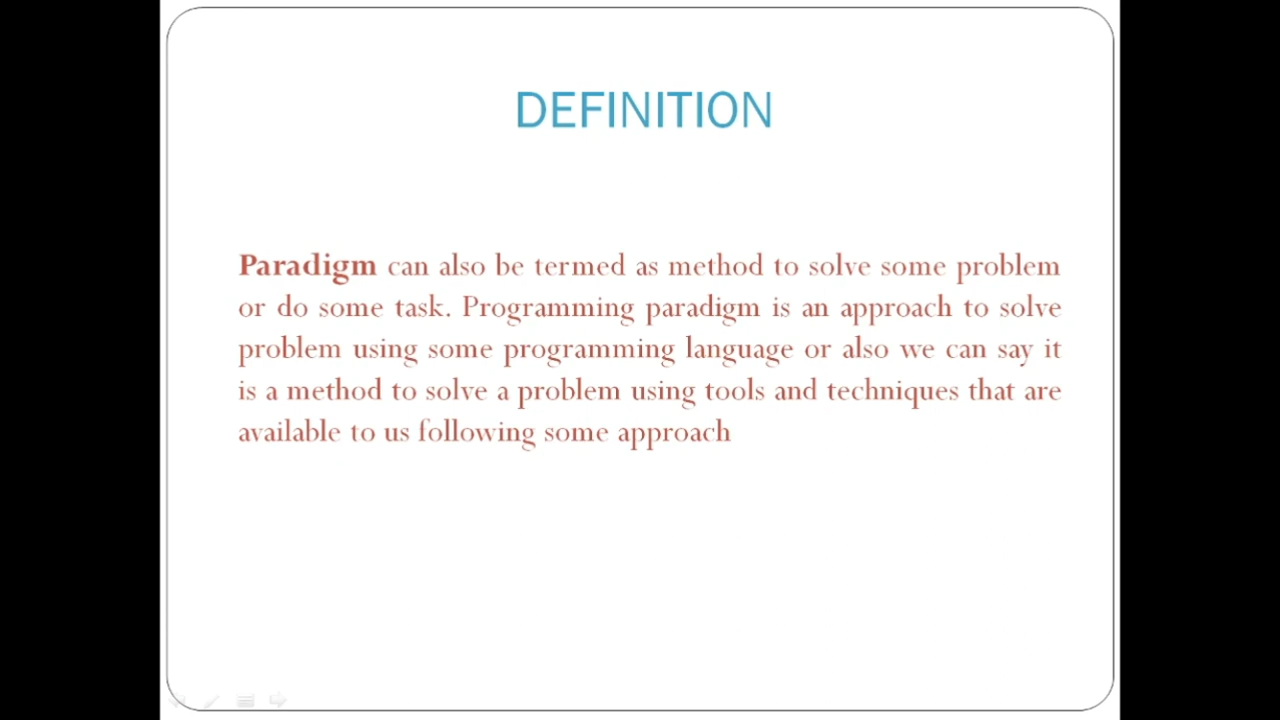 DEFINITION
Paradigm can also be termed as method to solve some problem
or do some task. Programming paradigm is an approach to solve
problem using some programming language or also we can say it
is a method to solve a problem using tools and techniques that are
available to us following some approach